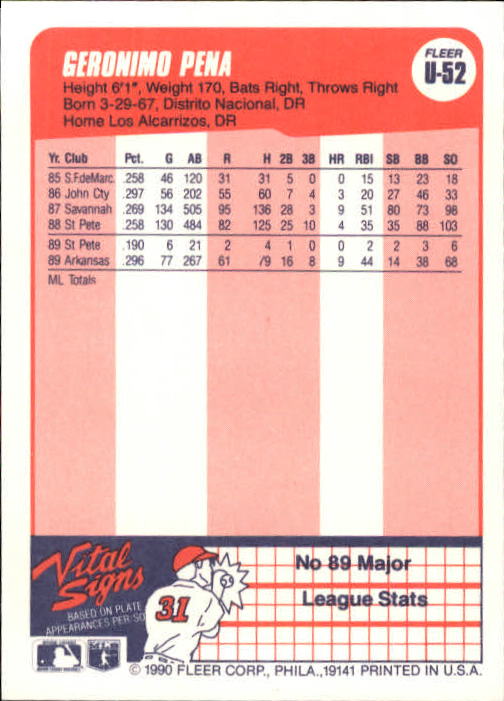 GERONIMO PENA
FLEER
U-52
Height 6'1", Weight 170, Bats Right, Throws Right
Born 3-29-67, Distrito Nacional, DR
Home Los Alcarrizos, DR
Yr. Club Pct. G AB R H 2B 3B HR RBI SB BB SO
85 S.F.deMarc. .258 46 120 31 31 5 0 0 15 13 23 18
86 John Cty .297 56 202 55 60 7 4 3 20 27 46 33
87 Savannah .269 134 505 95 136 28 3 9 51 80 73 98
88 St Pete .258 130 484 82 125 25 10 4 35 35 88 103
89 St Pete .190 6 21 2 4 1 0 0 2 2 3 6
89 Arkansas .296 77 267 61 79 16 8 9 44 14 38 68
ML Totals
Vital
Signs
BASED ON PLATE
APPEARANCES PER SO
31
No 89 Major
League Stats
© 1990 FLEER CORP., PHILA., 19141 PRINTED IN U.S.A.